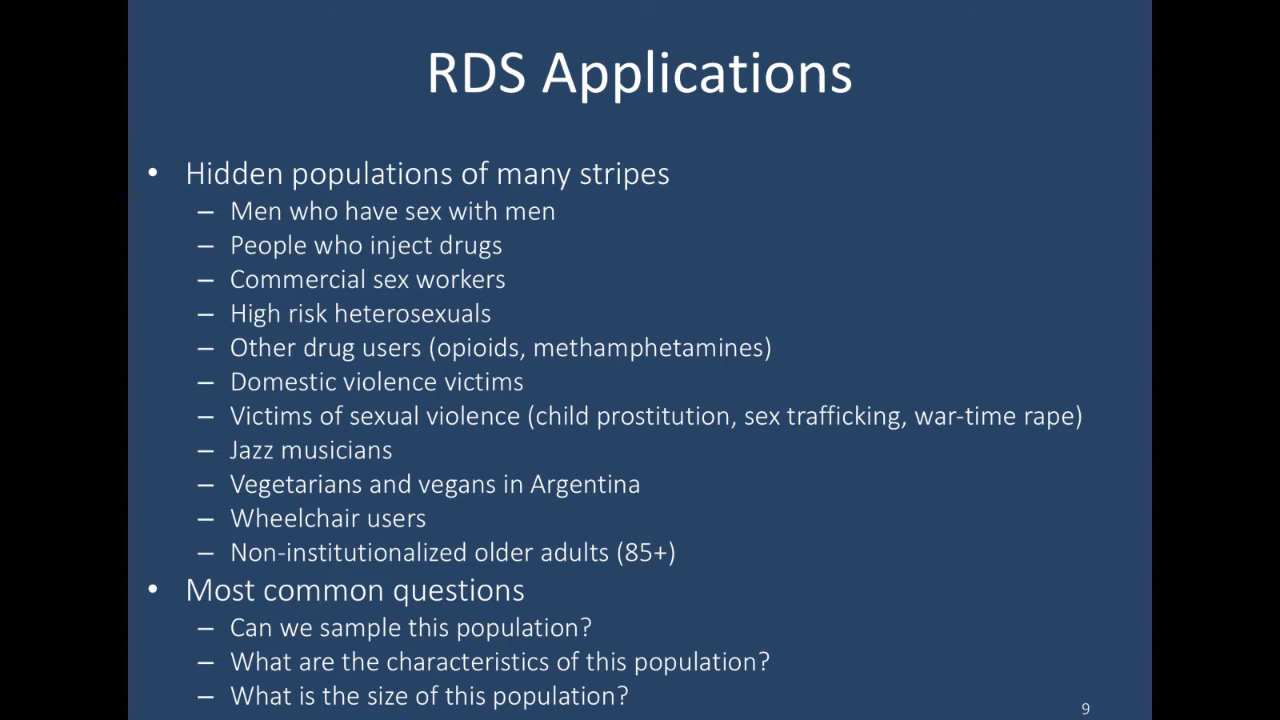 RDS Applications
• Hidden populations of many stripes
– Men who have sex with men
– People who inject drugs
– Commercial sex workers
– High risk heterosexuals
– Other drug users (opioids, methamphetamines)
– Domestic violence victims
– Victims of sexual violence (child prostitution, sex trafficking, war-time rape)
– Jazz musicians
– Vegetarians and vegans in Argentina
– Wheelchair users
– Non-institutionalized older adults (85+)
• Most common questions
– Can we sample this population?
– What are the characteristics of this population?
– What is the size of this population?
9